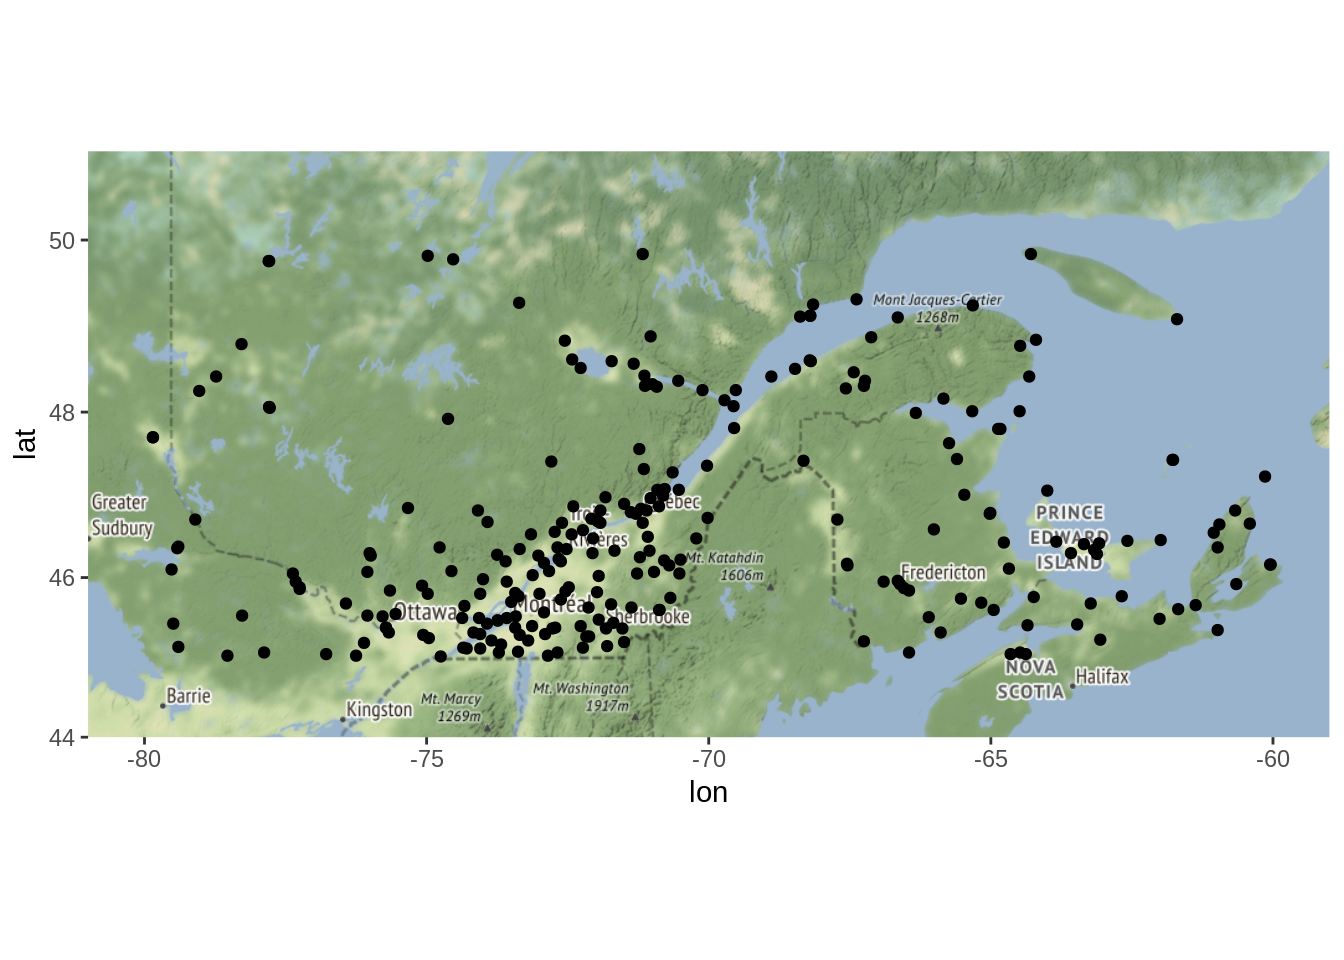 50
48
46
44
lat
Mont Jacques-Cartier
1268m
Greater
Sudbury
Trois-
Rivières
PRINCE
EDWARD
ISLAND
Mt. Katahdin
1606m
Fredericton
Ottawa
Montréal
Sherbrooke
NOVA
SCOTIA
Halifax
Barrie
Kingston
Mt. Marcy
1269m
Mt. Washington
1917m
-80
-75
-70
-65
-60
lon